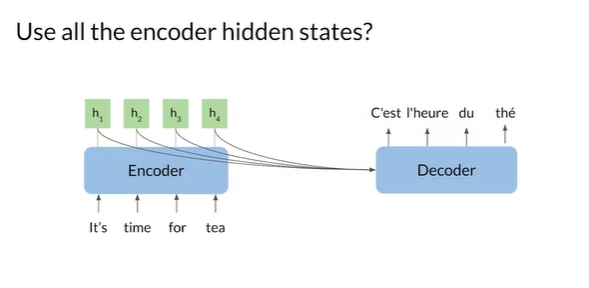 Use all the encoder hidden states?
h₁ h₂ h₃ h₄
C'est l'heure du thé
Encoder
Decoder
It's time for tea